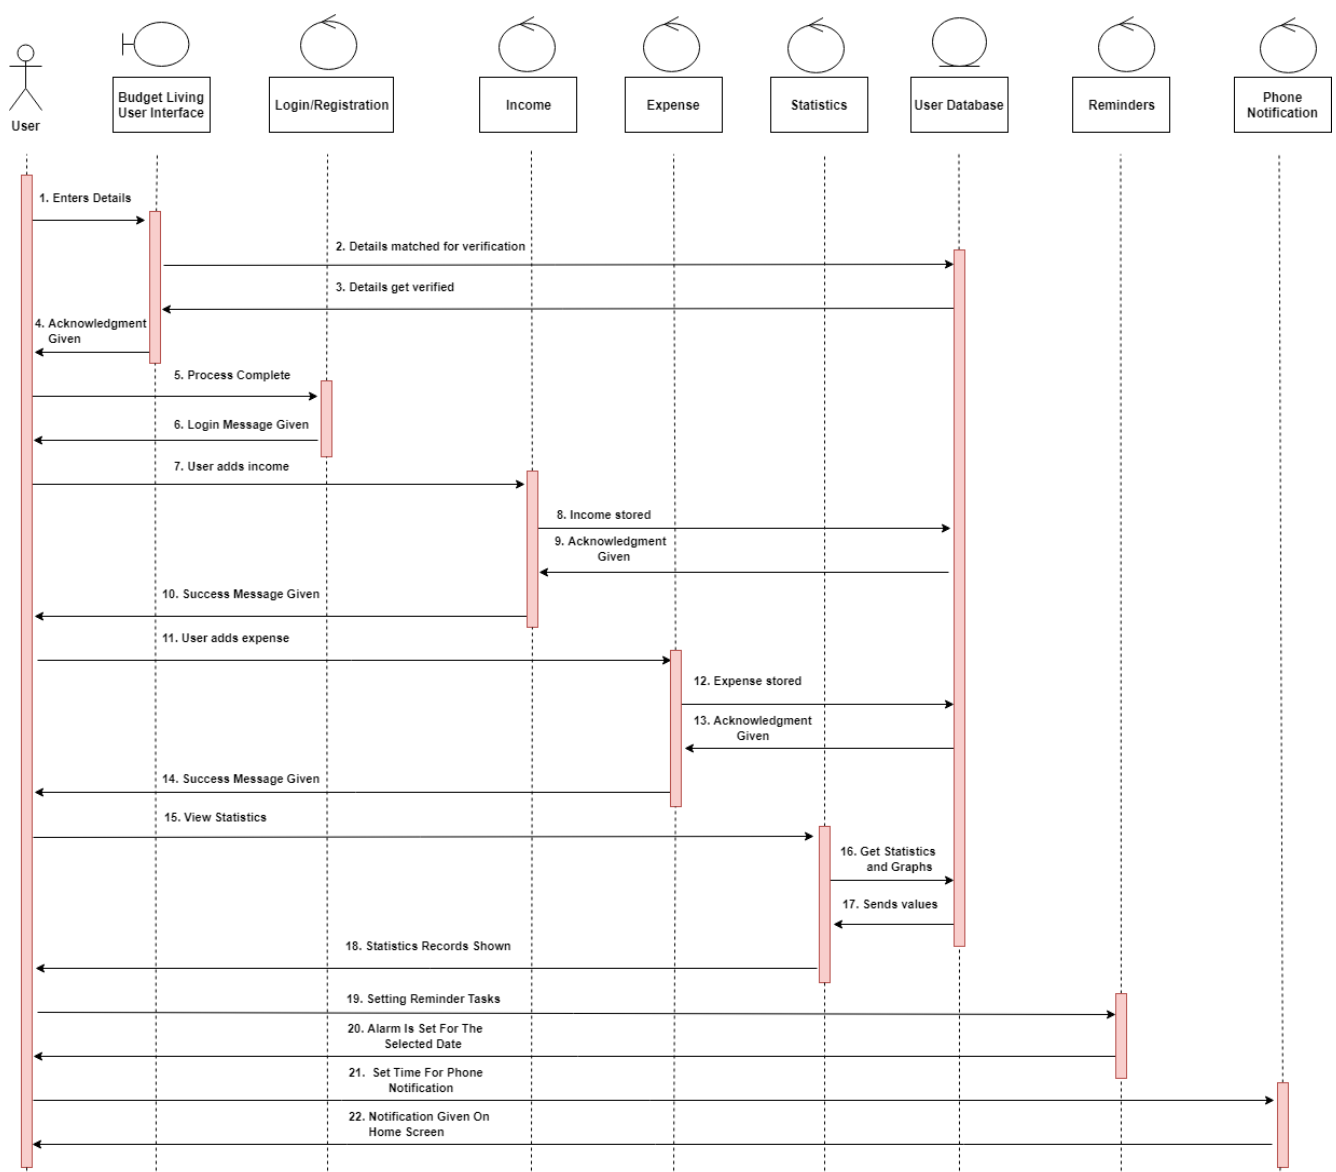 User
Budget Living
User Interface
Login/Registration
Income
Expense
Statistics
User Database
Reminders
Phone
Notification
1. Enters Details
2. Details matched for verification
3. Details get verified
4. Acknowledgment
Given
5. Process Complete
6. Login Message Given
7. User adds income
8. Income stored
9. Acknowledgment
Given
10. Success Message Given
11. User adds expense
12. Expense stored
13. Acknowledgment
Given
14. Success Message Given
15. View Statistics
16. Get Statistics
and Graphs
17. Sends values
18. Statistics Records Shown
19. Setting Reminder Tasks
20. Alarm Is Set For The
Selected Date
21. Set Time For Phone
Notification
22. Notification Given On
Home Screen